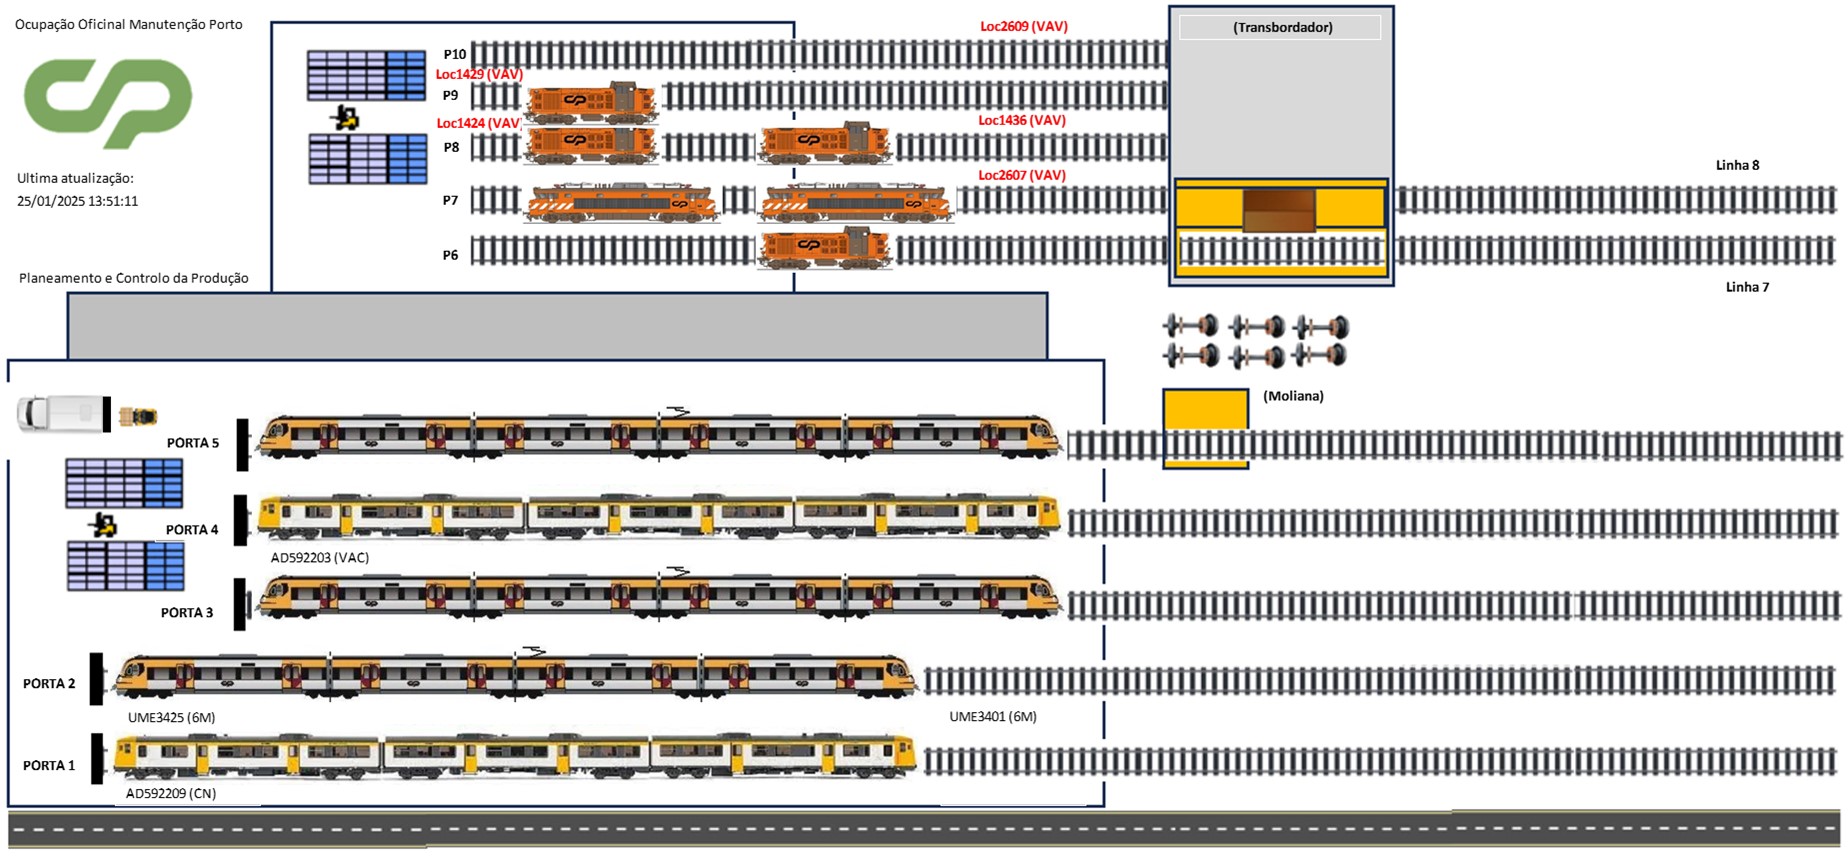 Ocupação Oficinal Manutenção Porto
Ultima atualização:
25/01/2025 13:51:11
Planeamento e Controlo da Produção
Loc2609 (VAV)
P10
Loc1429 (VAV)
P9
Loc1424 (VAV)
Loc1436 (VAV)
P8
Loc2607 (VAV)
P7
P6
(Transbordador)
Linha 8
Linha 7
(Moliana)
PORTA 5
PORTA 4
AD592203 (VAC)
PORTA 3
PORTA 2
UME3425 (6M)
UME3401 (6M)
PORTA 1
AD592209 (CN)